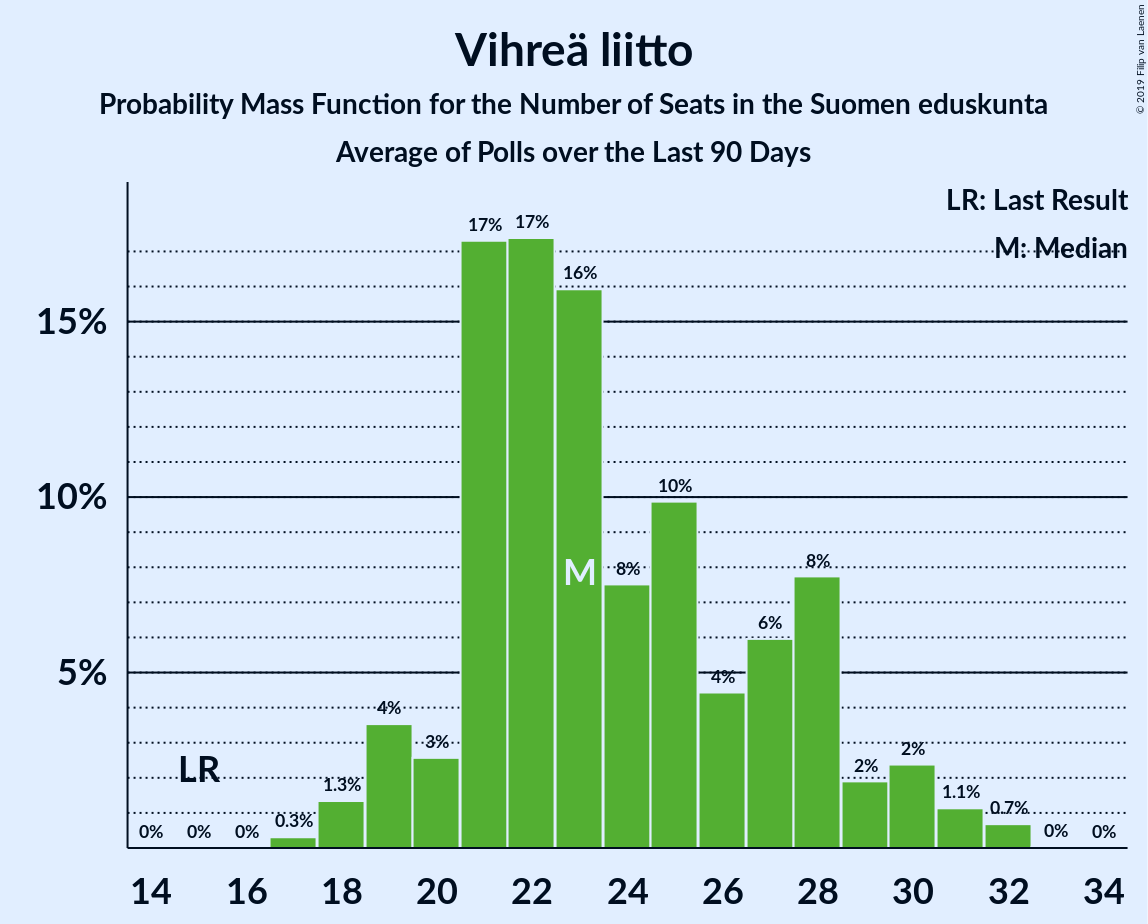 Vihreä liitto
Probability Mass Function for the Number of Seats in the Suomen eduskunta
Average of Polls over the Last 90 Days
© 2019 Filip van Laenen
LR: Last Result
M: Median
15%
10%
5%
0%
0%
0%
0.3%
1.3%
4%
3%
17%
17%
16%
8%
10%
4%
6%
8%
2%
2%
1.1%
0.7%
0%
0%
LR
M
14 16 18 20 22 24 26 28 30 32 34